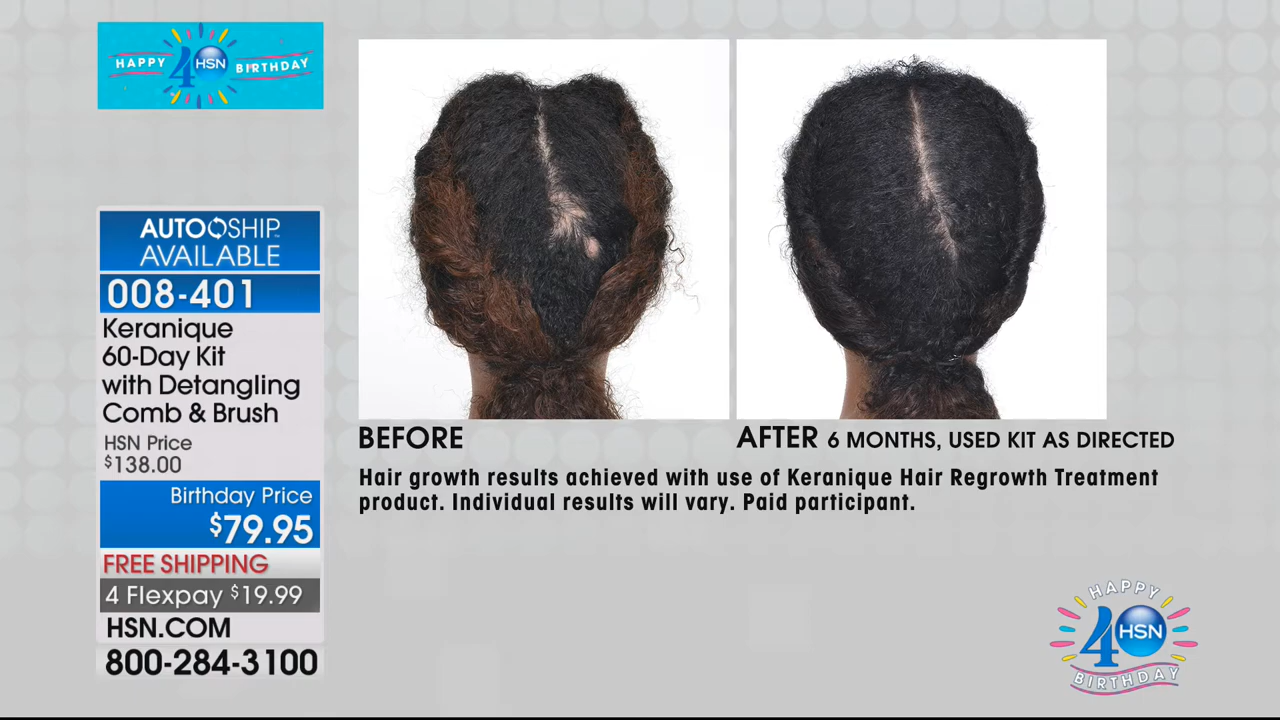 HAPPY 40 HSN BIRTHDAY
AUTOSHIP
AVAILABLE
008-401
Keranique
60-Day Kit
with Detangling
Comb & Brush
HSN Price
$138.00
Birthday Price
$79.95
FREE SHIPPING
4 Flexpay $19.99
HSN.COM
800-284-3100
BEFORE
AFTER 6 MONTHS, USED KIT AS DIRECTED
Hair growth results achieved with use of Keranique Hair Regrowth Treatment
product. Individual results will vary. Paid participant.
HAPPY
40 HSN
BIRTHDAY